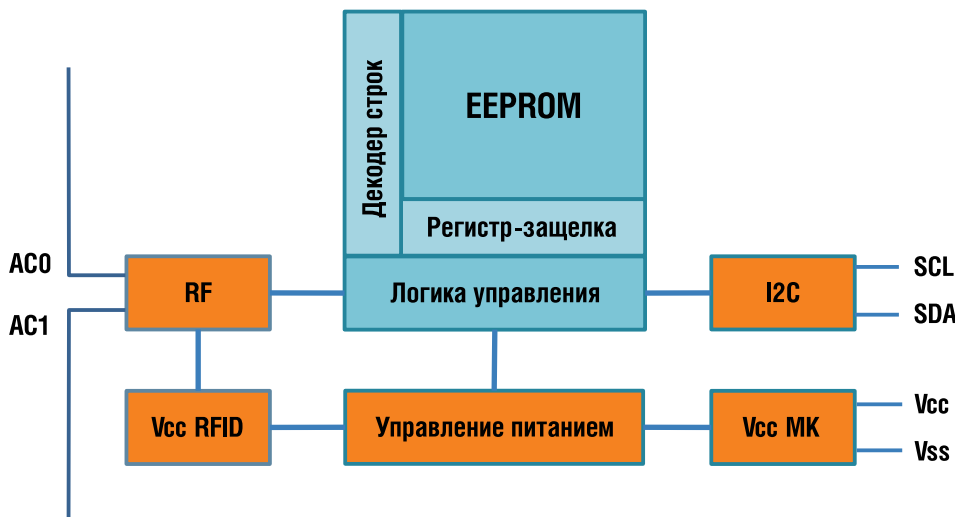 Декодер строк
EEPROM
Регистр-защелка
AC0
RF
Логика управления
I2C
SCL
AC1
SDA
Vcc RFID
Управление питанием
Vcc МК
Vcc
Vss